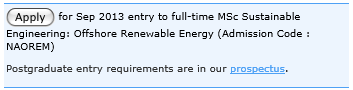 Apply for Sep 2013 entry to full-time MSc Sustainable
Engineering: Offshore Renewable Energy (Admission Code :
NAOREM)
Postgraduate entry requirements are in our prospectus.